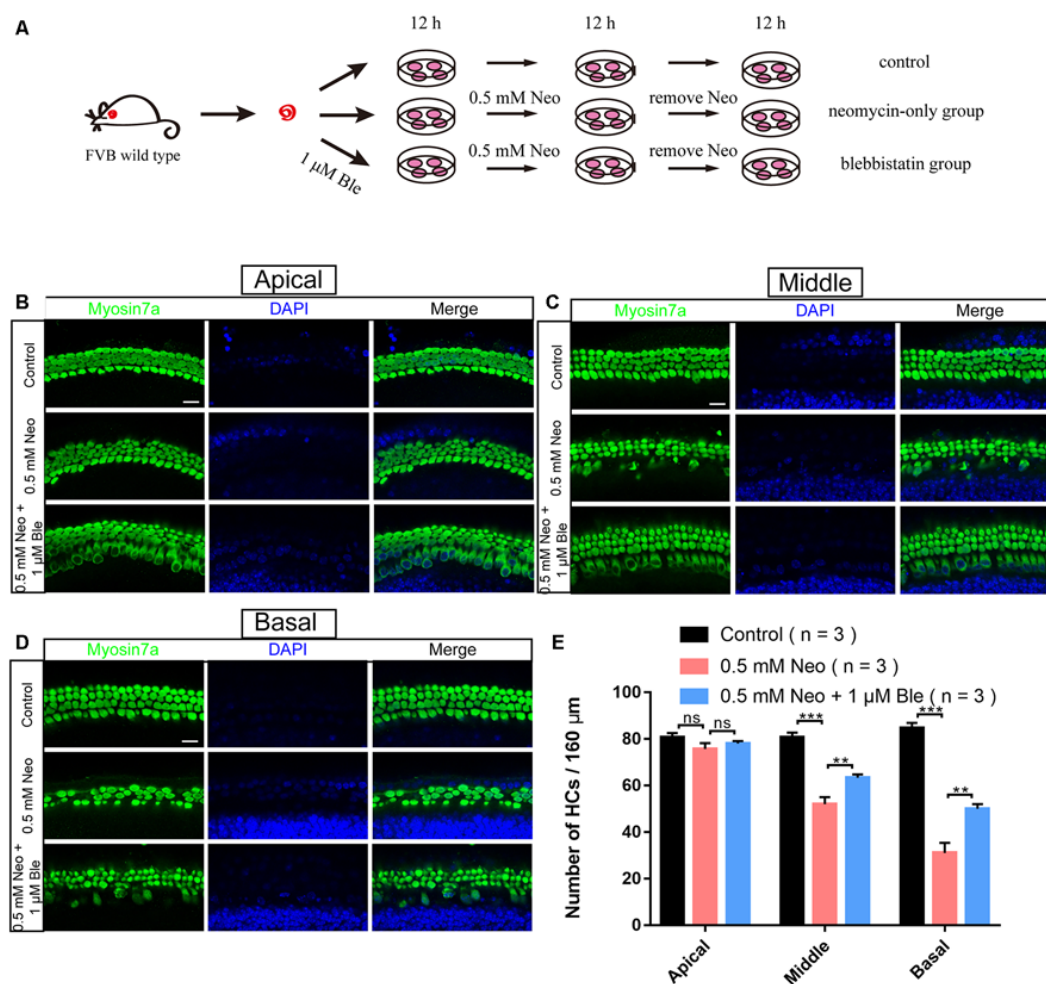 A
12 h 12 h 12 h
control
0.5 mM Neo remove Neo
neomycin-only group
FVB wild type
1 μM Ble
0.5 mM Neo remove Neo
blebbistatin group
Apical
B
Myosin7a DAPI Merge
Control
0.5 mM Neo
0.5 mM Neo +
1 μM Ble
Middle
C
Myosin7a DAPI Merge
Control
0.5 mM Neo
0.5 mM Neo +
1 μM Ble
Basal
D
Myosin7a DAPI Merge
Control
0.5 mM Neo
0.5 mM Neo +
1 μM Ble
E
Control ( n = 3 )
0.5 mM Neo ( n = 3 )
0.5 mM Neo + 1 μM Ble ( n = 3 )
Number of HCs / 160 μm
100
80
60
40
20
0
ns ns *** ** *** **
Apical
Middle
Basal